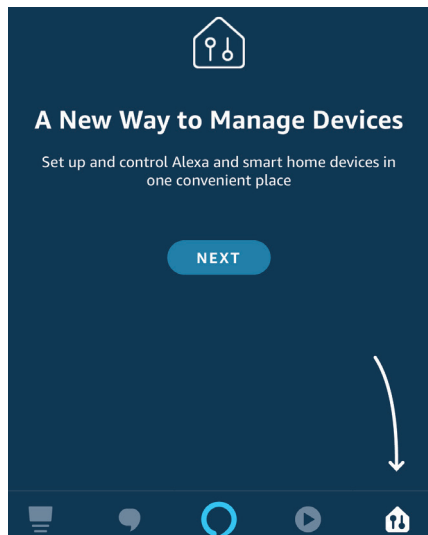 A New Way to Manage Devices
Set up and control Alexa and smart home devices in
one convenient place
NEXT